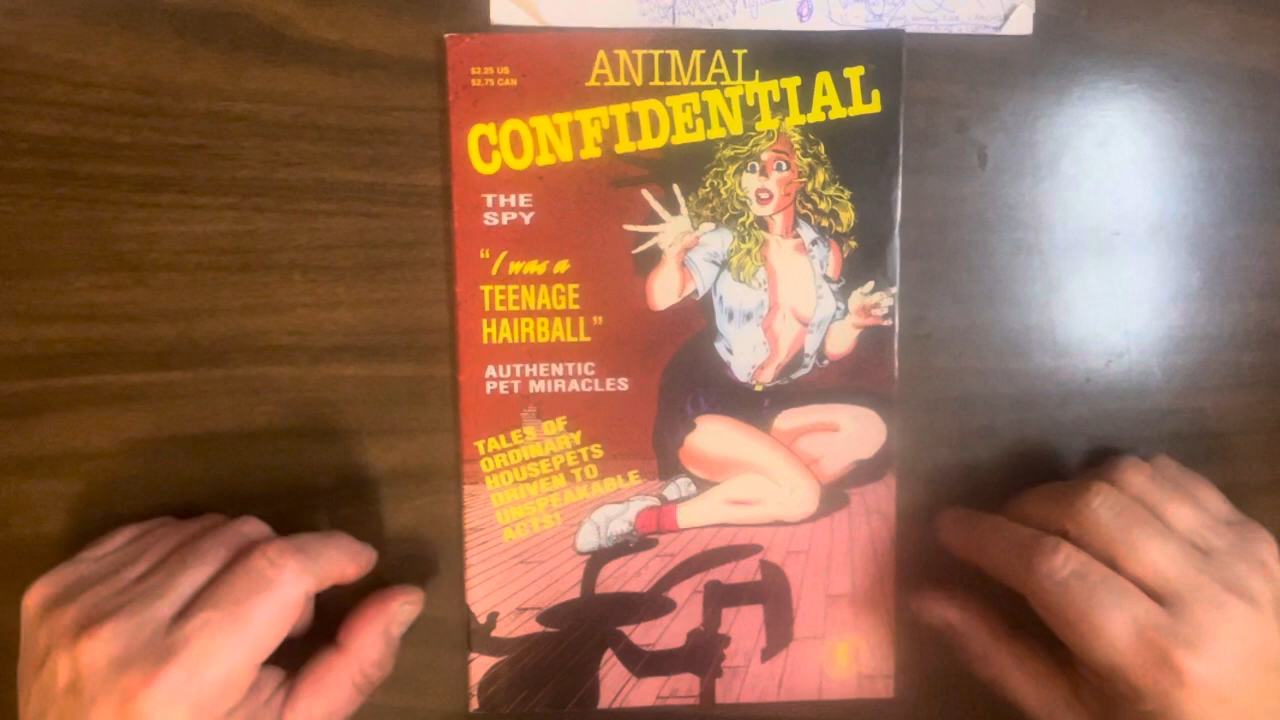 $2.25 US
$2.75 CAN
ANIMAL
CONFIDENTIAL
THE
SPY
"I was a
TEENAGE
HAIRBALL"
AUTHENTIC
PET MIRACLES
TALES OF
ORDINARY
HOUSEPETS
DRIVEN TO
UNSPEAKABLE
ACTS!